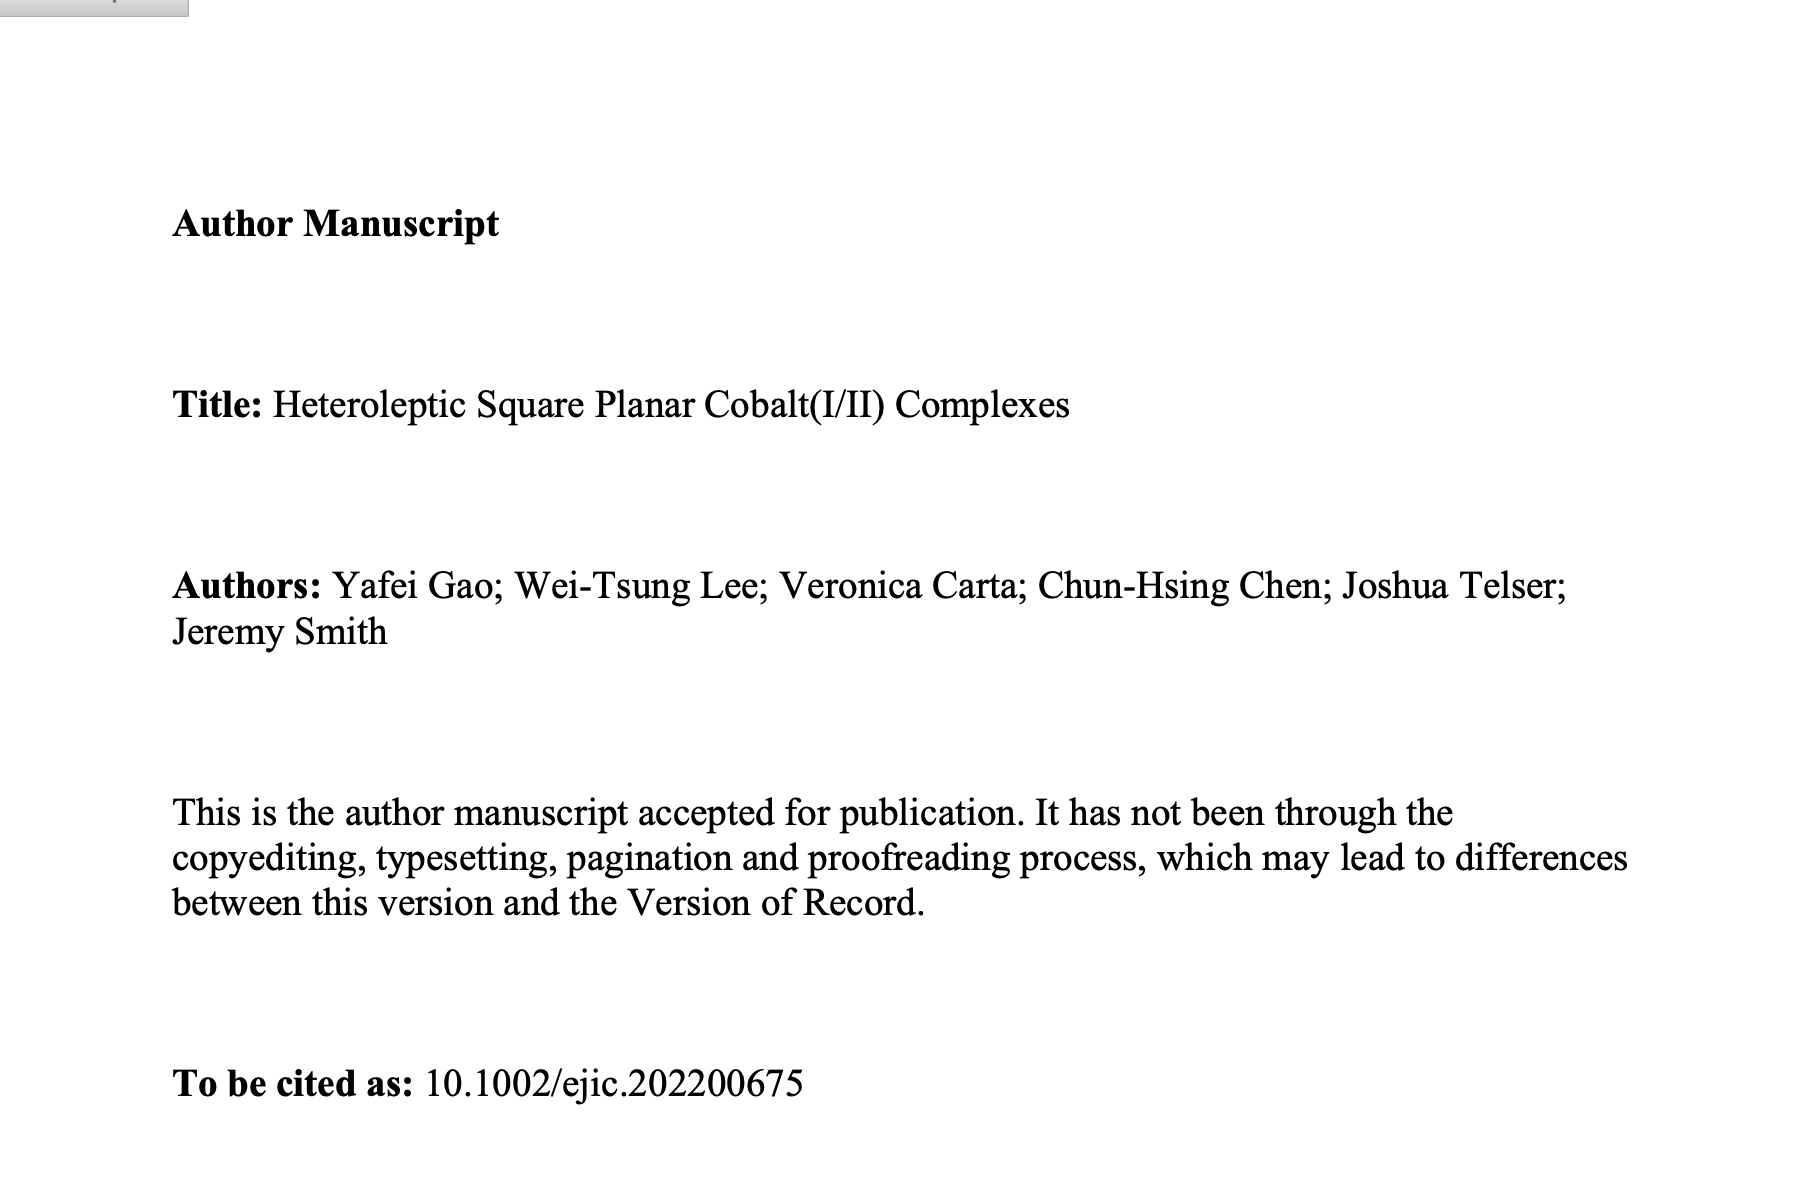 Author Manuscript
Title: Heteroleptic Square Planar Cobalt(I/II) Complexes
Authors: Yafei Gao; Wei-Tsung Lee; Veronica Carta; Chun-Hsing Chen; Joshua Telser;
Jeremy Smith
This is the author manuscript accepted for publication. It has not been through the
copyediting, typesetting, pagination and proofreading process, which may lead to differences
between this version and the Version of Record.
To be cited as: 10.1002/ejic.202200675